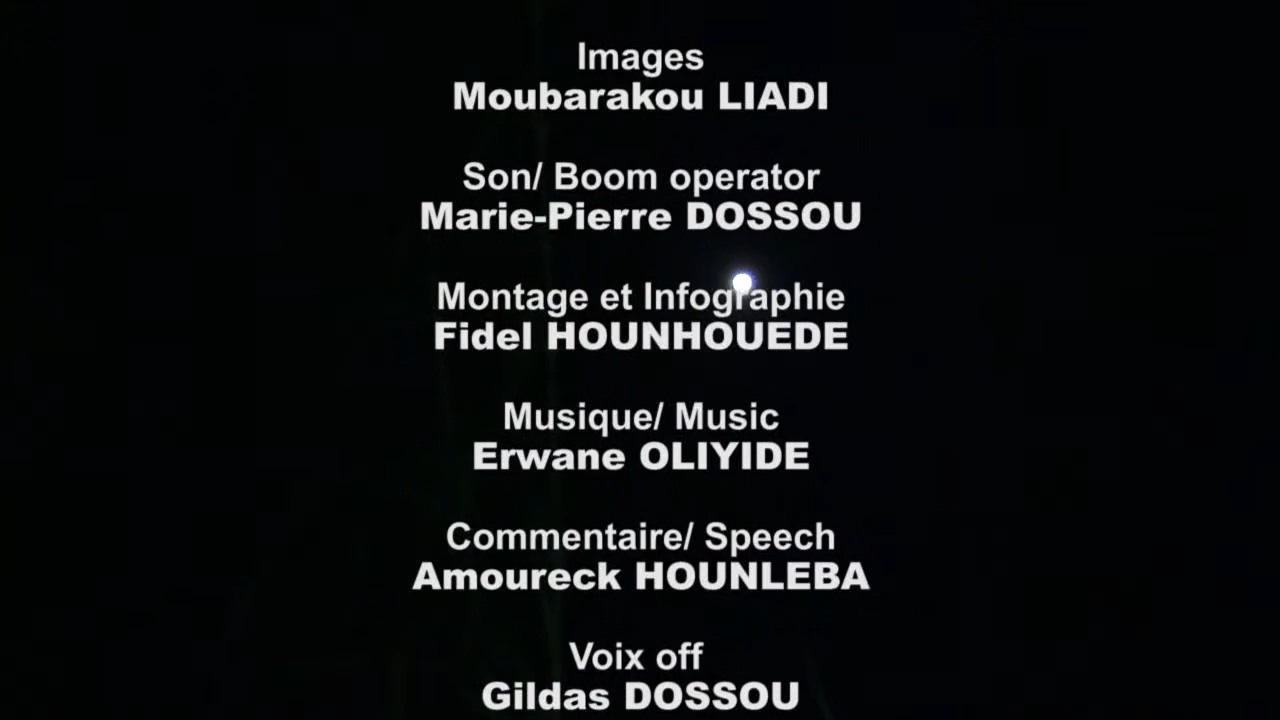 Images
Moubarakou LIADI
Son/ Boom operator
Marie-Pierre DOSSOU
Montage et Infographie
Fidel HOUNHOUEDE
Musique/ Music
Erwane OLIYIDE
Commentaire/ Speech
Amoureck HOUNLEBA
Voix off
Gildas DOSSOU